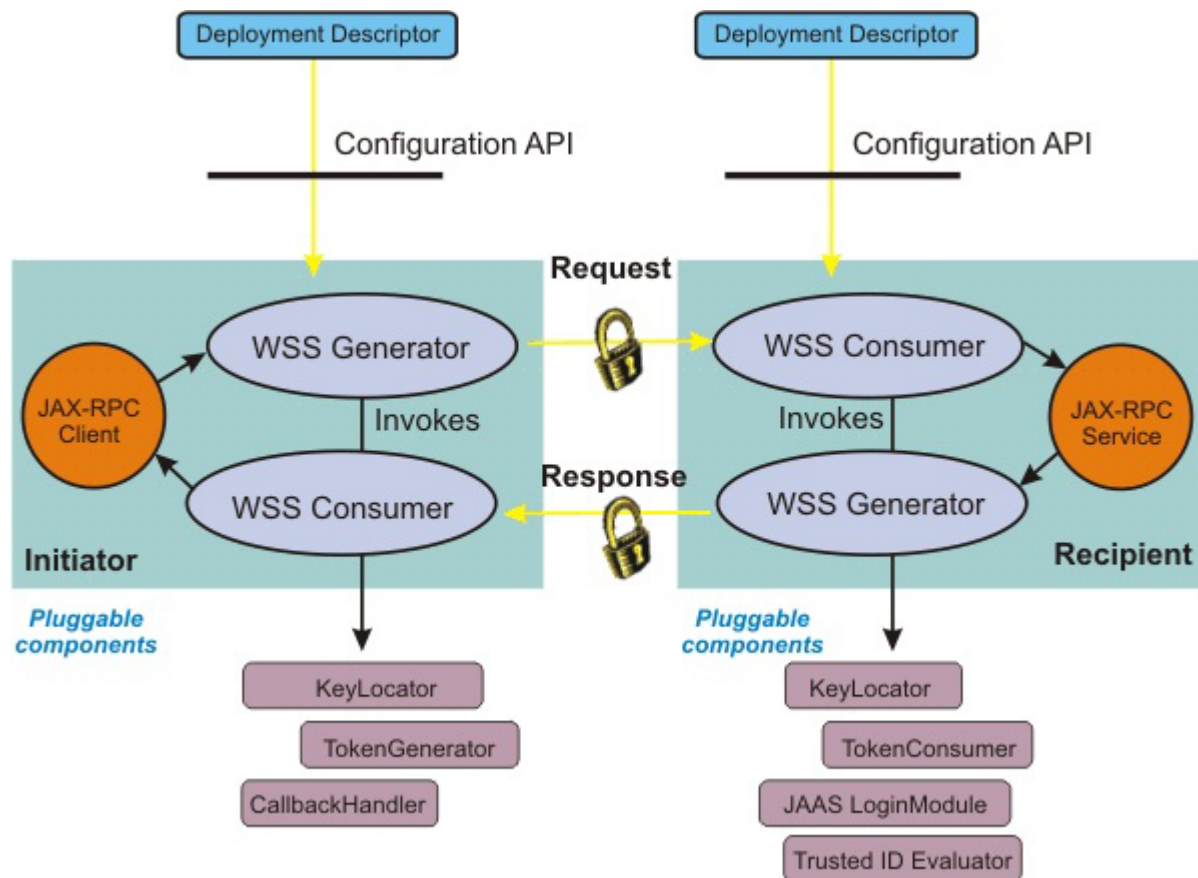 Deployment Descriptor
Deployment Descriptor
Configuration API
Configuration API
Request
WSS Generator
WSS Consumer
JAX-RPC
Client
Invokes
Invokes
JAX-RPC
Service
Response
WSS Consumer
WSS Generator
Initiator
Recipient
Pluggable
components
Pluggable
components
KeyLocator
KeyLocator
TokenGenerator
TokenConsumer
CallbackHandler
JAAS LoginModule
Trusted ID Evaluator